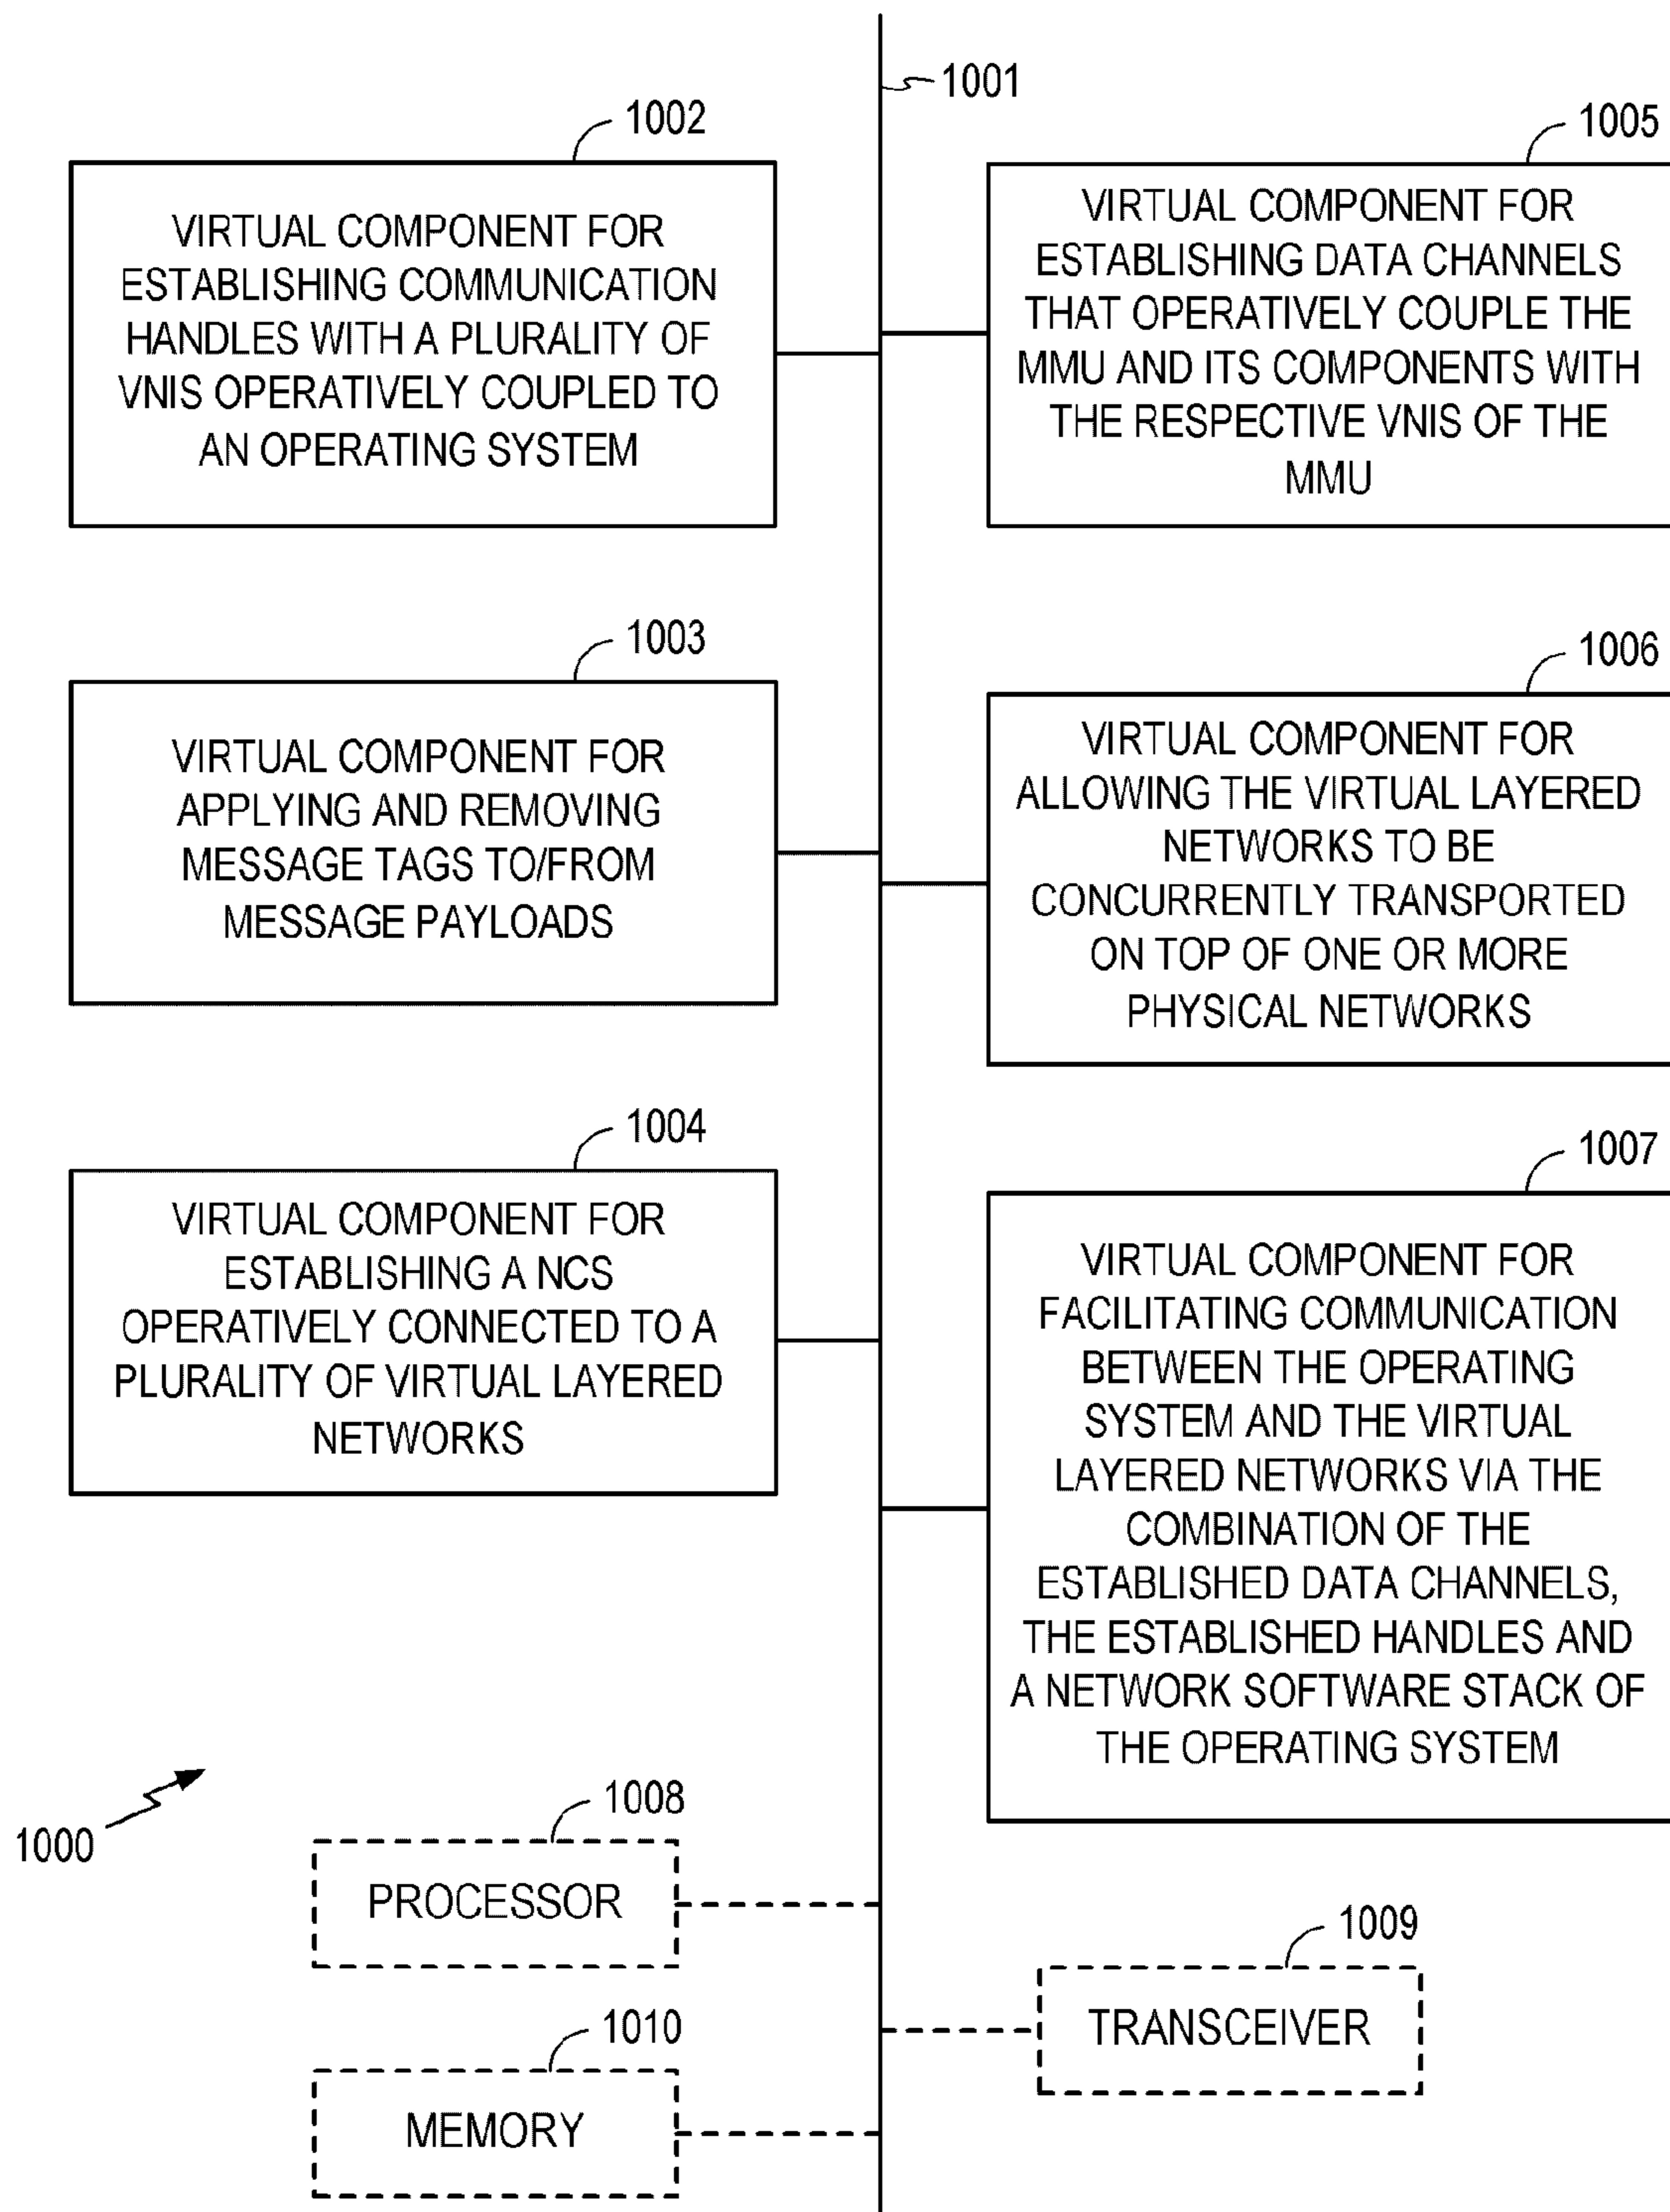 1001
1002
VIRTUAL COMPONENT FOR
ESTABLISHING COMMUNICATION
HANDLES WITH A PLURALITY OF
VNIS OPERATIVELY COUPLED TO
AN OPERATING SYSTEM
1003
VIRTUAL COMPONENT FOR
APPLYING AND REMOVING
MESSAGE TAGS TO/FROM
MESSAGE PAYLOADS
1004
VIRTUAL COMPONENT FOR
ESTABLISHING A NCS
OPERATIVELY CONNECTED TO A
PLURALITY OF VIRTUAL LAYERED
NETWORKS
1005
VIRTUAL COMPONENT FOR
ESTABLISHING DATA CHANNELS
THAT OPERATIVELY COUPLE THE
MMU AND ITS COMPONENTS WITH
THE RESPECTIVE VNIS OF THE
MMU
1006
VIRTUAL COMPONENT FOR
ALLOWING THE VIRTUAL LAYERED
NETWORKS TO BE
CONCURRENTLY TRANSPORTED
ON TOP OF ONE OR MORE
PHYSICAL NETWORKS
1007
VIRTUAL COMPONENT FOR
FACILITATING COMMUNICATION
BETWEEN THE OPERATING
SYSTEM AND THE VIRTUAL
LAYERED NETWORKS VIA THE
COMBINATION OF THE
ESTABLISHED DATA CHANNELS,
THE ESTABLISHED HANDLES AND
A NETWORK SOFTWARE STACK OF
THE OPERATING SYSTEM
1000
1008
PROCESSOR
1009
TRANSCEIVER
1010
MEMORY